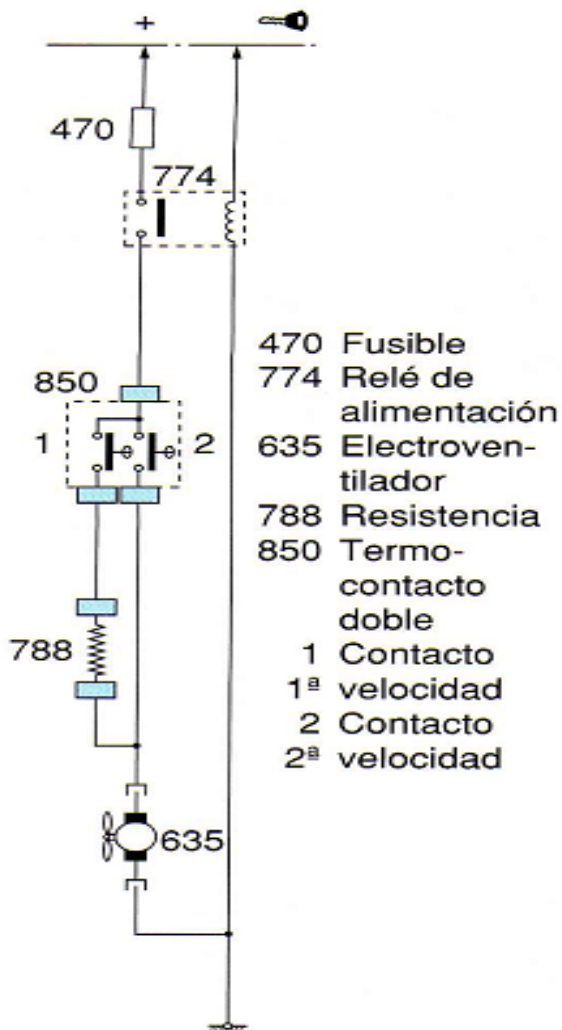 +
470
774
850
1
2
788
635
470 Fusible
774 Relé de
alimentación
635 Electroven-
tilador
788 Resistencia
850 Termo-
contacto
doble
1 Contacto
1ª velocidad
2 Contacto
2ª velocidad